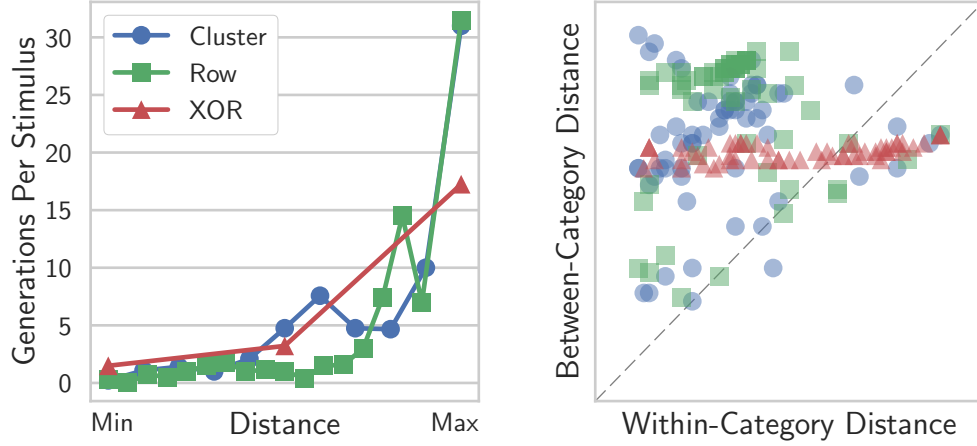 Generations Per Stimulus
30
25
20
15
10
5
0
Cluster
Row
XOR
Min
Distance
Max
Between-Category Distance
Within-Category Distance